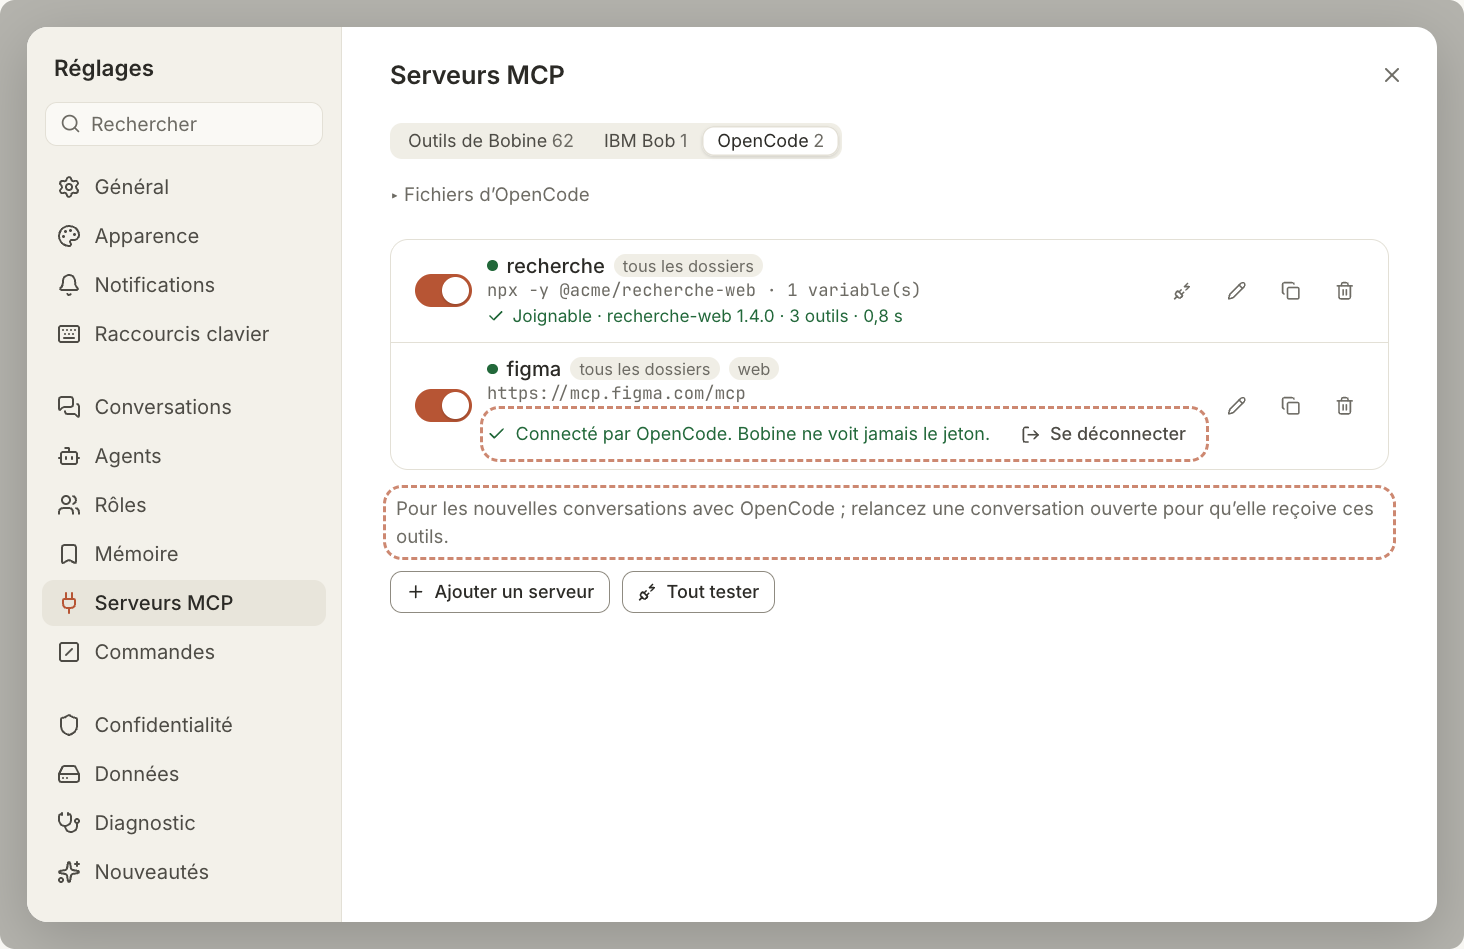 Réglages
Rechercher
Général
Apparence
Notifications
Raccourcis clavier
Conversations
Agents
Rôles
Mémoire
Serveurs MCP
Commandes
Confidentialité
Données
Diagnostic
Nouveautés
Serveurs MCP
Outils de Bobine 62 IBM Bob 1 OpenCode 2
Fichiers d’OpenCode
recherche tous les dossiers
npx -y @acme/recherche-web · 1 variable(s)
Joignable · recherche-web 1.4.0 · 3 outils · 0,8 s
figma tous les dossiers web
https://mcp.figma.com/mcp
Connecté par OpenCode. Bobine ne voit jamais le jeton. Se déconnecter
Pour les nouvelles conversations avec OpenCode ; relancez une conversation ouverte pour qu’elle reçoive ces
outils.
Ajouter un serveur Tout tester